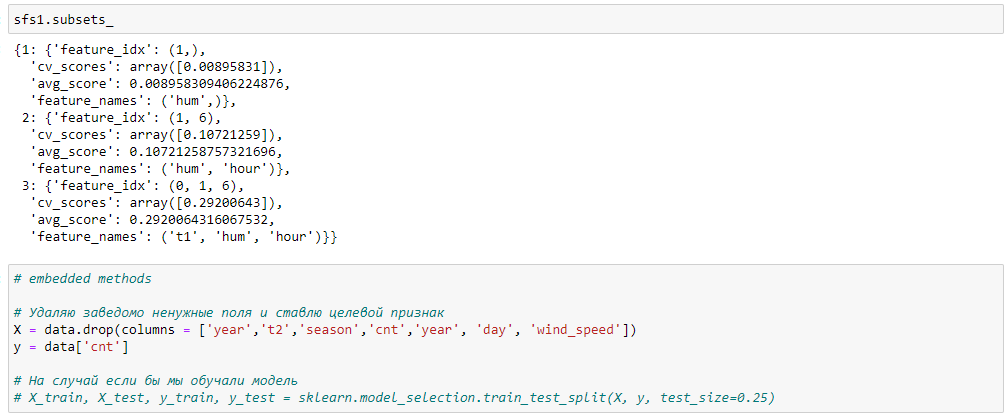 sfs1.subsets_
{1: {'feature_idx': (1,),
'cv_scores': array([0.00895831]),
'avg_score': 0.008958309406224876,
'feature_names': ('hum',)},
2: {'feature_idx': (1, 6),
'cv_scores': array([0.10721259]),
'avg_score': 0.10721258757321696,
'feature_names': ('hum', 'hour')},
3: {'feature_idx': (0, 1, 6),
'cv_scores': array([0.29200643]),
'avg_score': 0.2920064316067532,
'feature_names': ('t1', 'hum', 'hour')}}
# embedded methods
# Удаляю заведомо ненужные поля и ставлю целевой признак
X = data.drop(columns = ['year','t2','season','cnt','year', 'day', 'wind_speed'])
y = data['cnt']
# На случай если бы мы обучали модель
# X_train, X_test, y_train, y_test = sklearn.model_selection.train_test_split(X, y, test_size=0.25)